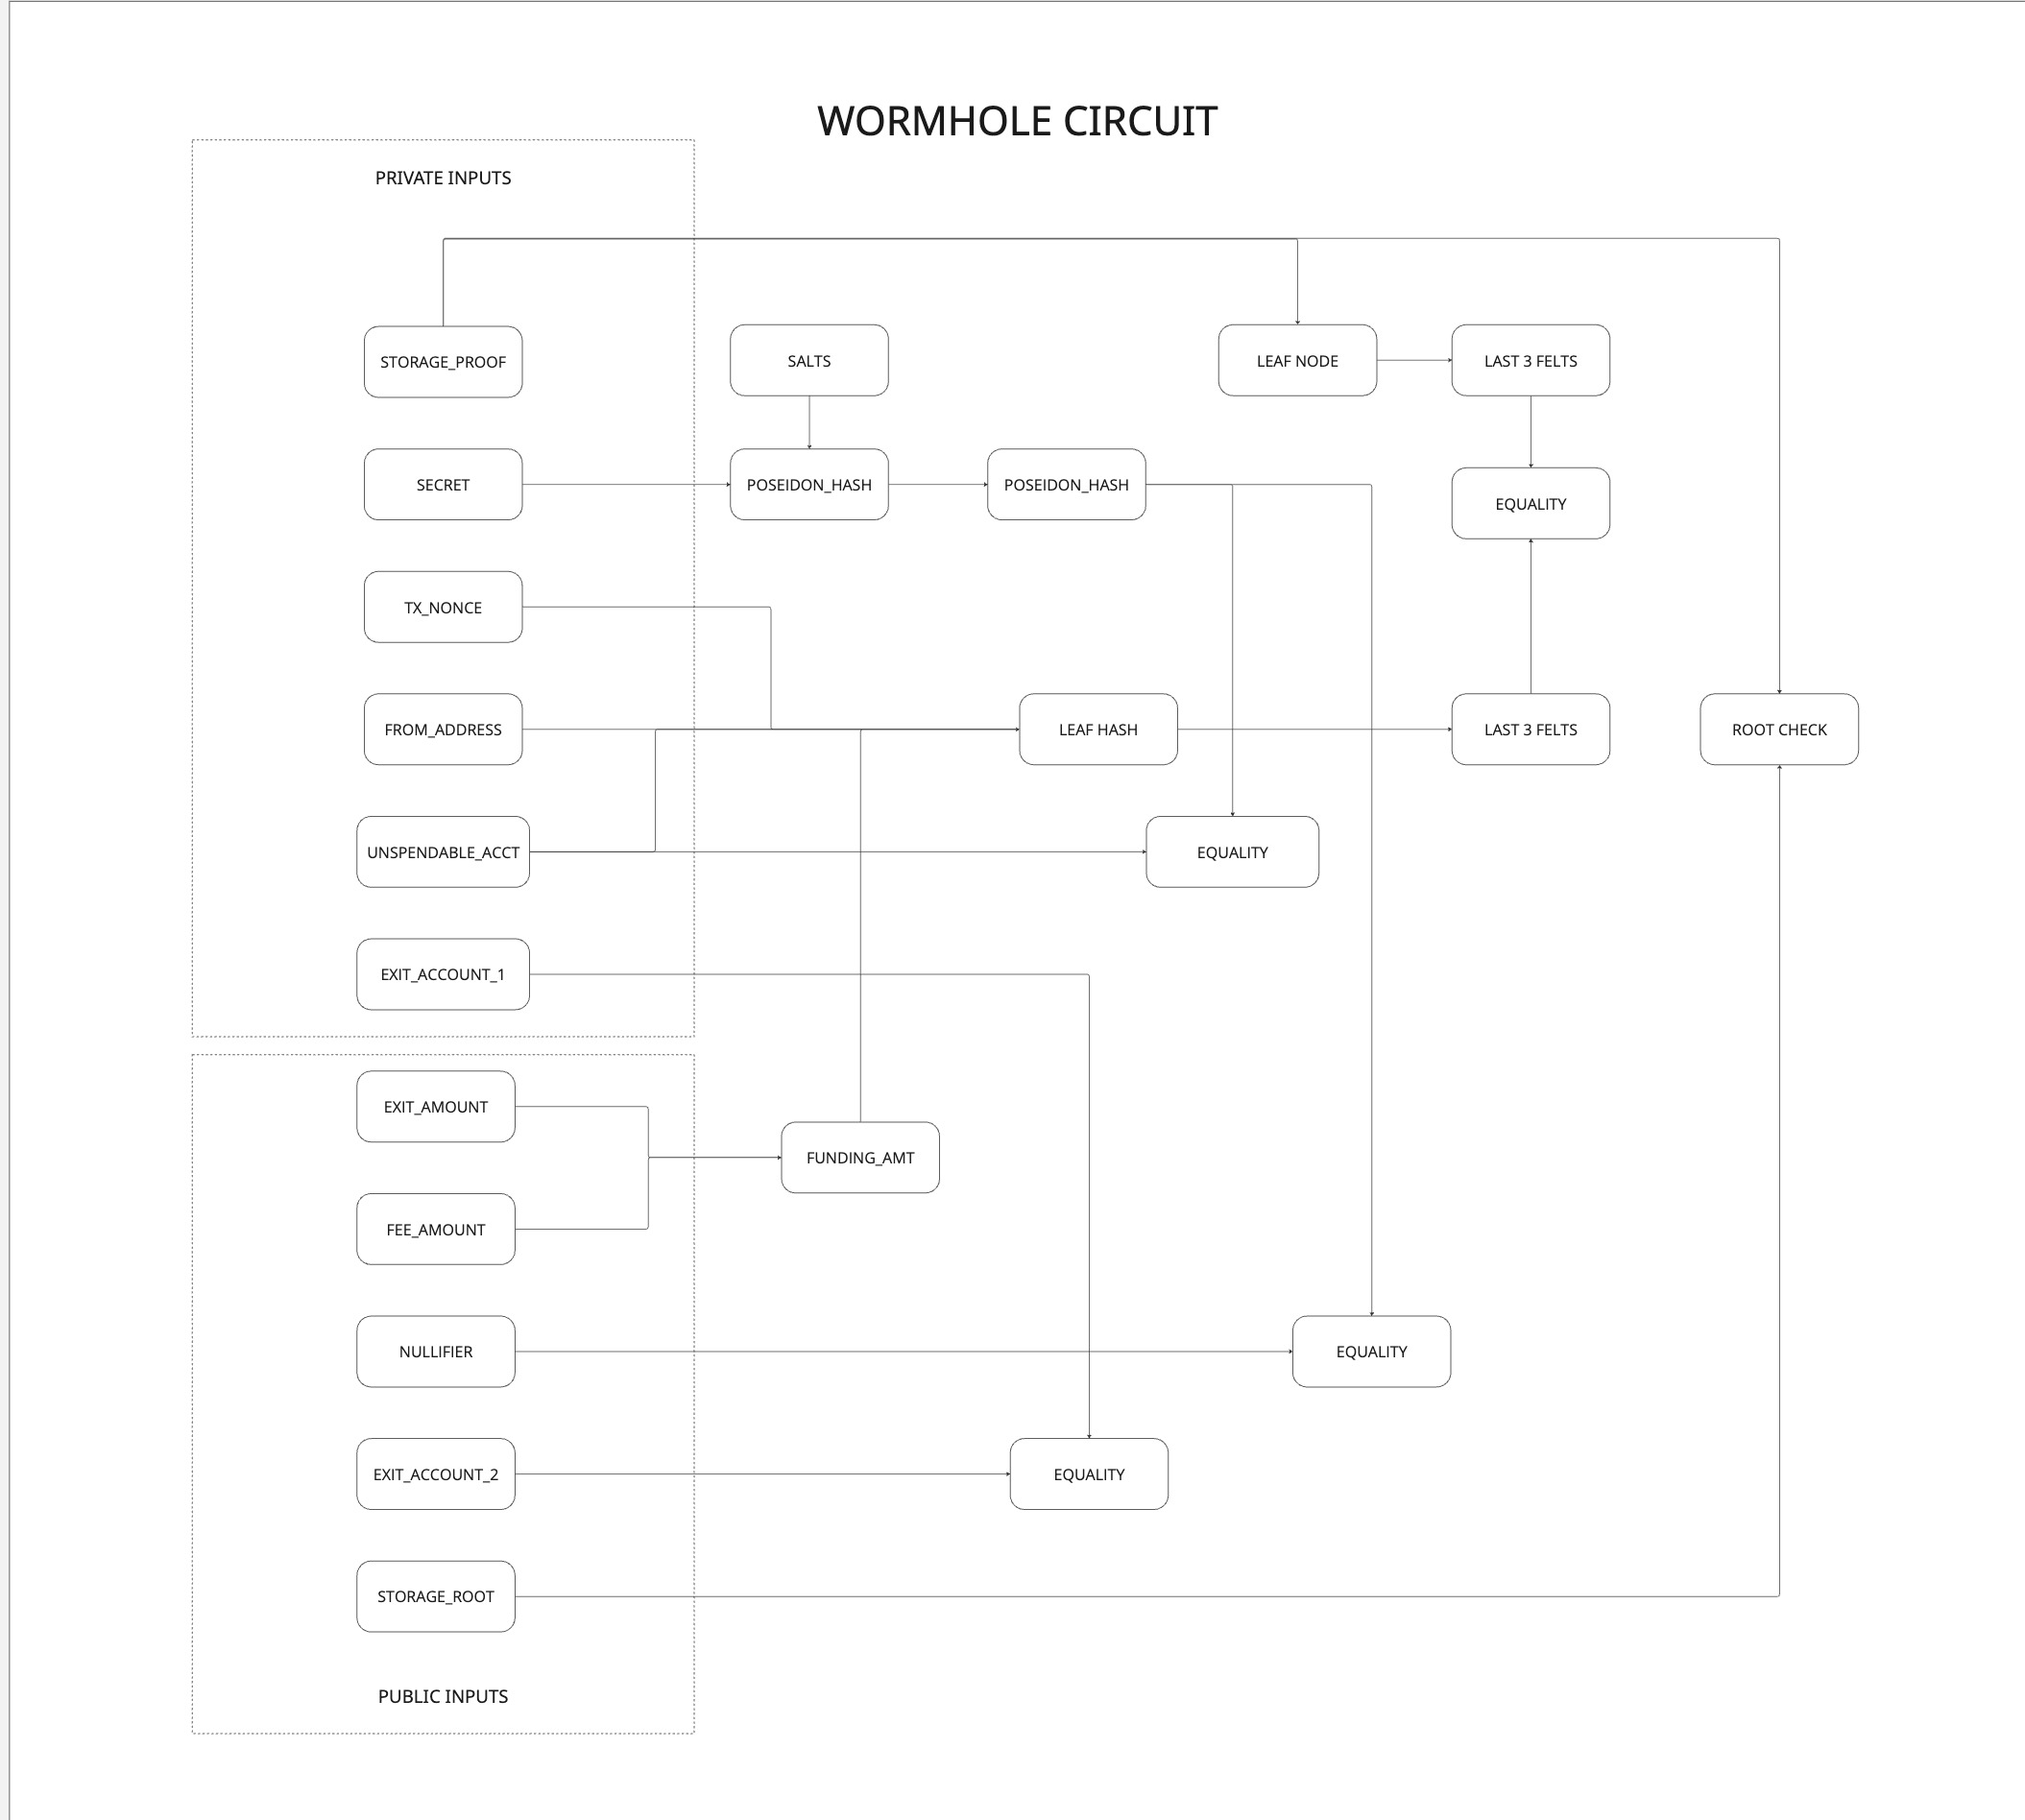 WORMHOLE CIRCUIT
PRIVATE INPUTS
STORAGE_PROOF
SALTS
LEAF NODE
LAST 3 FELTS
SECRET
POSEIDON_HASH
POSEIDON_HASH
EQUALITY
TX_NONCE
FROM_ADDRESS
LEAF HASH
LAST 3 FELTS
ROOT CHECK
UNSPENDABLE_ACCT
EQUALITY
EXIT_ACCOUNT_1
EXIT_AMOUNT
FUNDING_AMT
FEE_AMOUNT
NULLIFIER
EQUALITY
EXIT_ACCOUNT_2
EQUALITY
STORAGE_ROOT
PUBLIC INPUTS